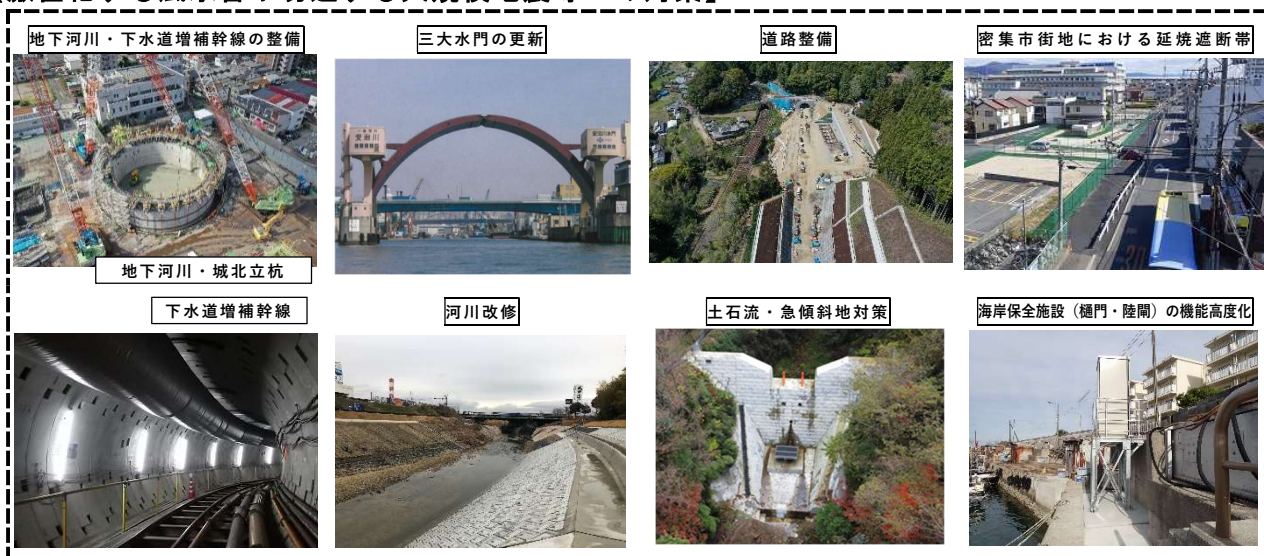 地下河川・下水道増補幹線の整備
三大水門の更新
道路整備
密集市街地における延焼遮断帯
地下河川・城北立杭
下水道増補幹線
河川改修
土石流・急傾斜地対策
海岸保全施設（樋門・陸閘）の機能高度化